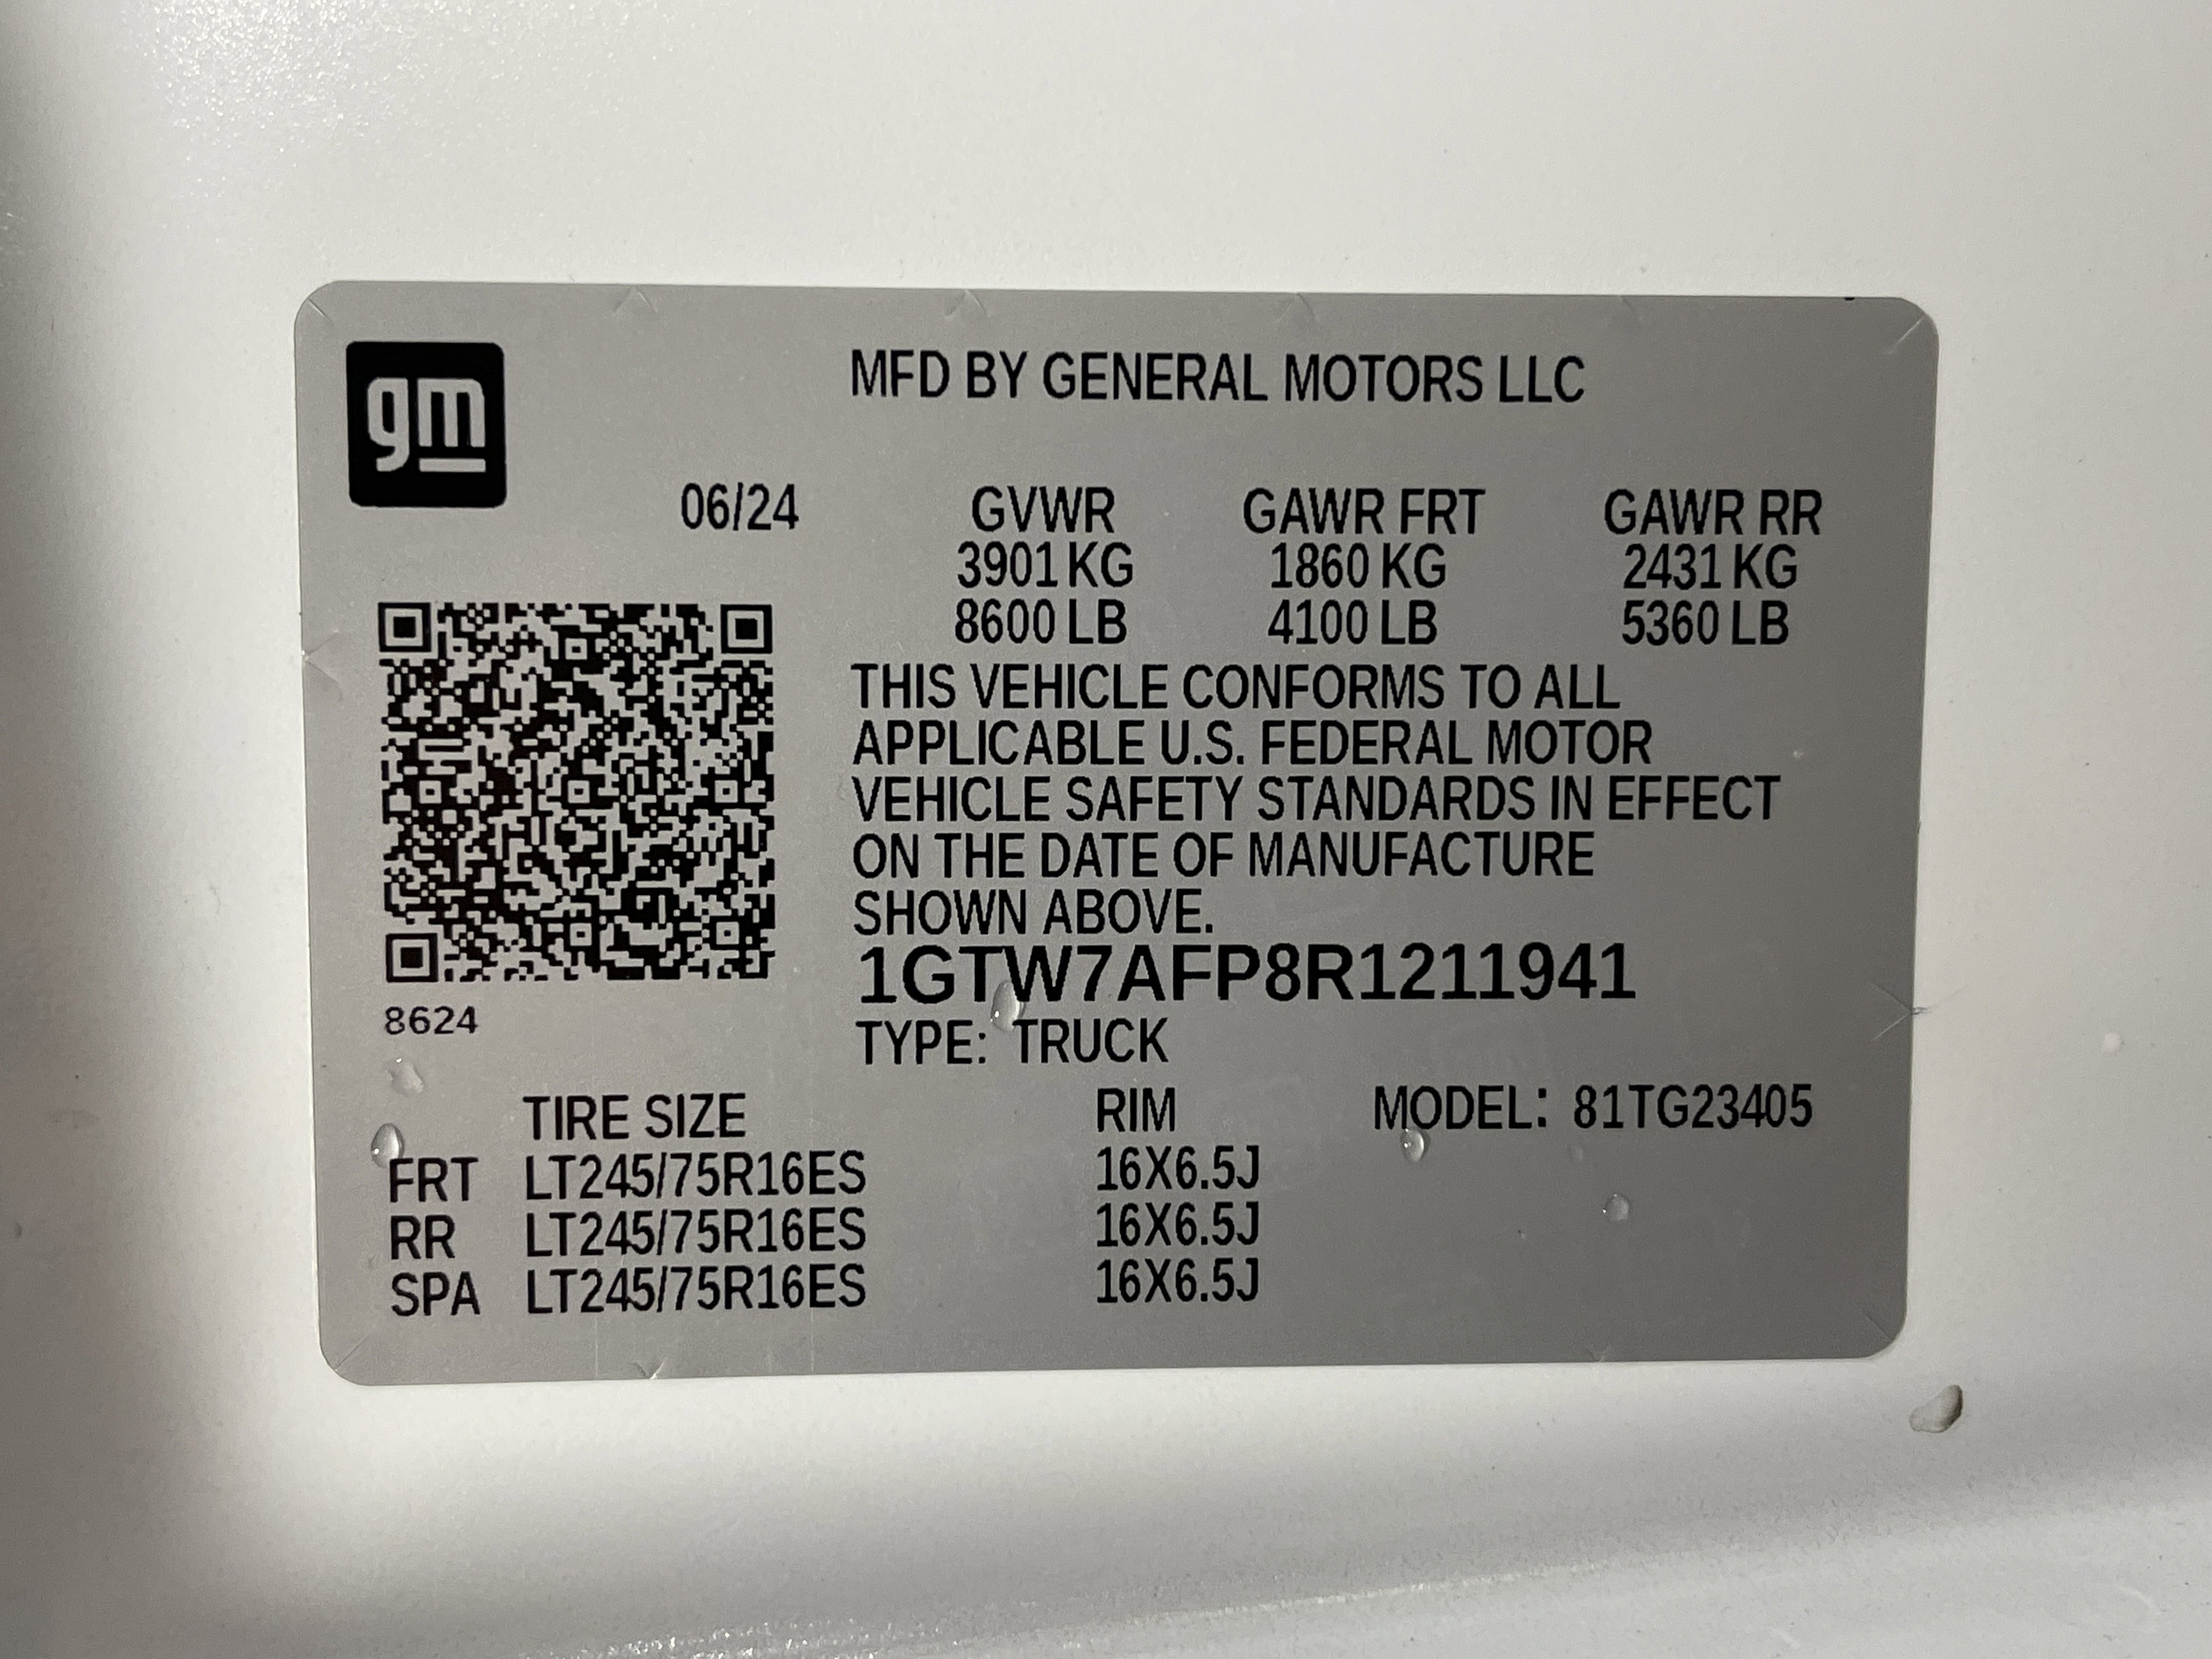 gm
MFD BY GENERAL MOTORS LLC
06/24 GVWR GAWR FRT GAWR RR
3901 KG 1860 KG 2431 KG
8600 LB 4100 LB 5360 LB
THIS VEHICLE CONFORMS TO ALL
APPLICABLE U.S. FEDERAL MOTOR
VEHICLE SAFETY STANDARDS IN EFFECT
ON THE DATE OF MANUFACTURE
SHOWN ABOVE.
1GTW7AFP8R1211941
8624
TYPE: TRUCK
TIRE SIZE RIM MODEL: 81TG23405
FRT LT245/75R16ES 16X6.5J
RR LT245/75R16ES 16X6.5J
SPA LT245/75R16ES 16X6.5J